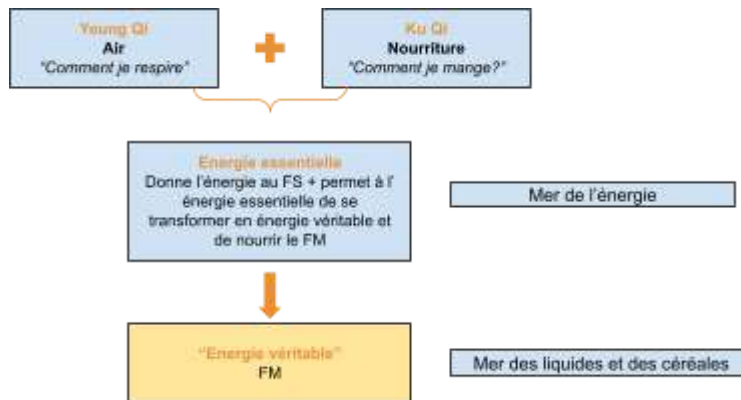 Young Qi
Air
"Comment je respire"
Ku Qi
Nourriture
"Comment je mange?"
Energie essentielle
Donne l'énergie au FS + permet à l'
énergie essentielle de se
transformer en énergie véritable et
de nourrir le FM
Mer de l'énergie
"Energie véritable"
FM
Mer des liquides et des céréales